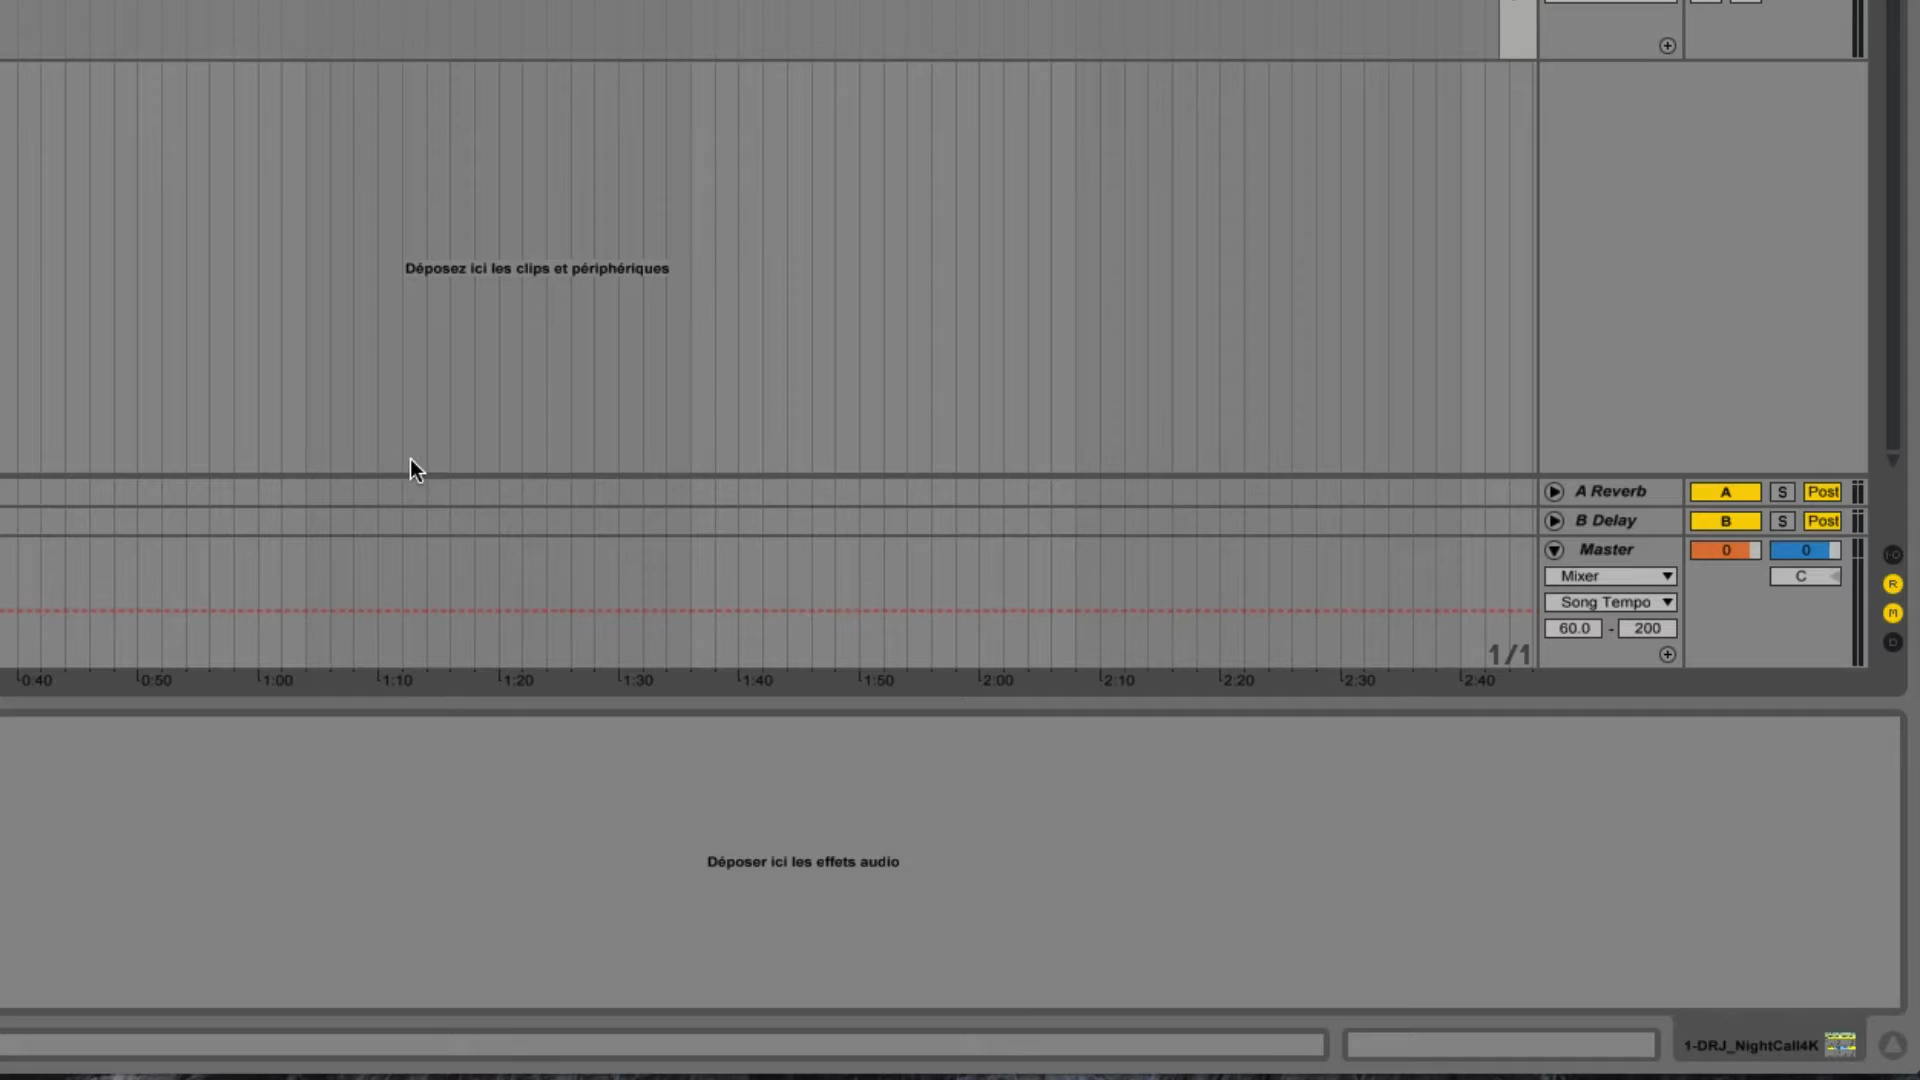 Déposez ici les clips et périphériques
A Reverb A S Post
B Delay B S Post
Master 0 0
Mixer C
Song Tempo
60.0 - 200
1/1
0:40 0:50 1:00 1:10 1:20 1:30 1:40 1:50 2:00 2:10 2:20 2:30 2:40
I·O
R
M
D
Déposer ici les effets audio
1-DRJ_NightCall4K